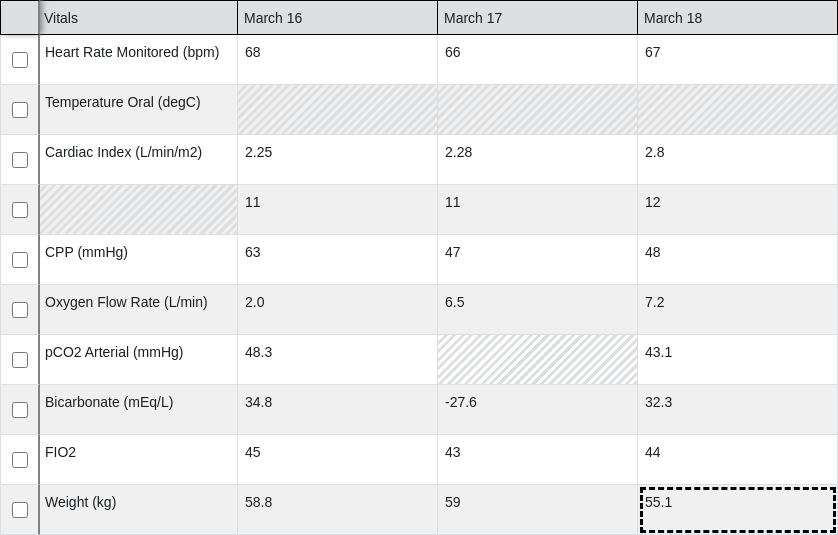 Vitals March 16 March 17 March 18
Heart Rate Monitored (bpm) 68 66 67
Temperature Oral (degC)
Cardiac Index (L/min/m2) 2.25 2.28 2.8
11 11 12
CPP (mmHg) 63 47 48
Oxygen Flow Rate (L/min) 2.0 6.5 7.2
pCO2 Arterial (mmHg) 48.3 43.1
Bicarbonate (mEq/L) 34.8 -27.6 32.3
FIO2 45 43 44
Weight (kg) 58.8 59 55.1